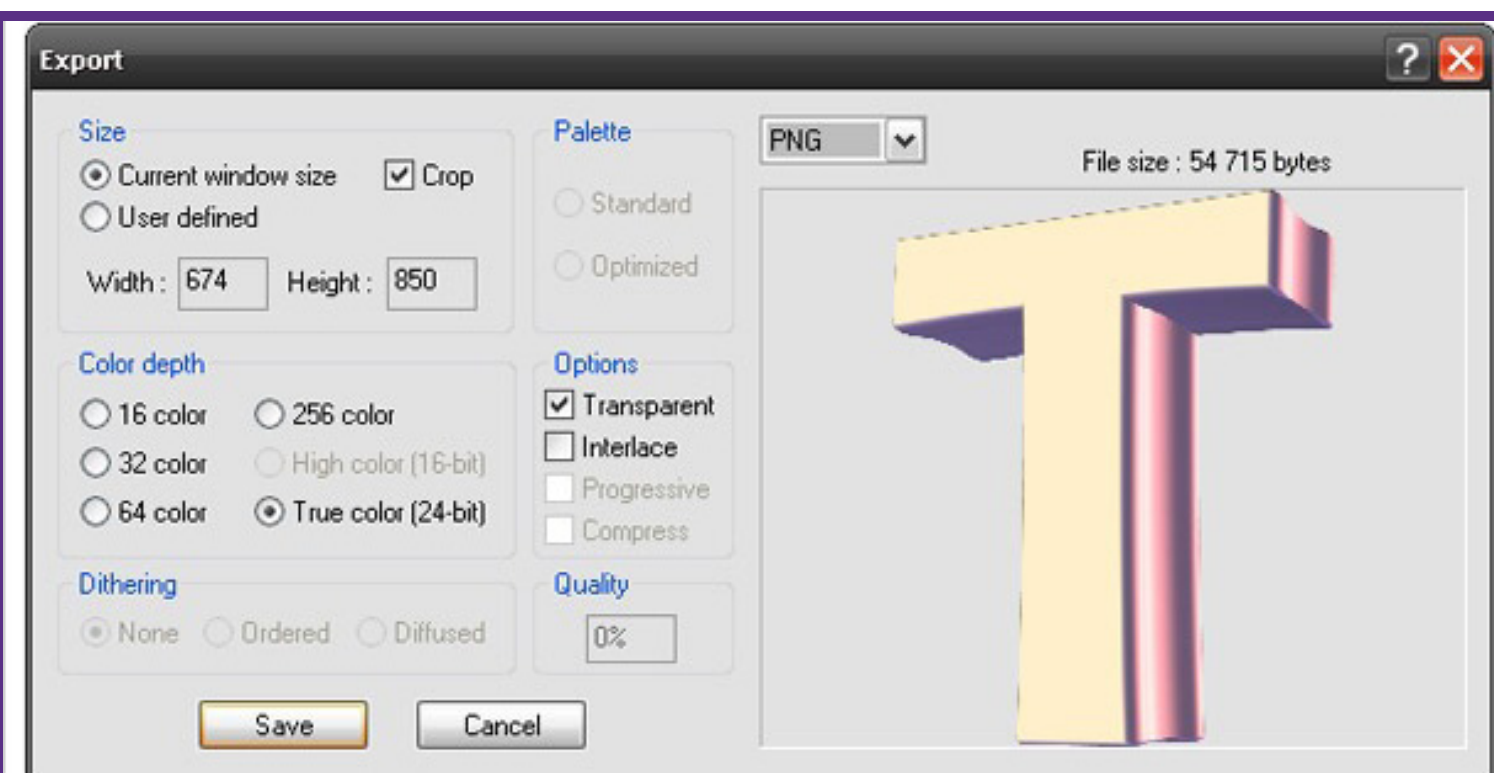 Export
Size
Current window size Crop
User defined
Width : 674 Height : 850
Palette
Standard
Optimized
PNG
File size : 54 715 bytes
Color depth
16 color 256 color
32 color High color (16-bit)
64 color True color (24-bit)
Options
Transparent
Interlace
Progressive
Compress
Dithering
None Ordered Diffused
Quality
0%
Save Cancel
T